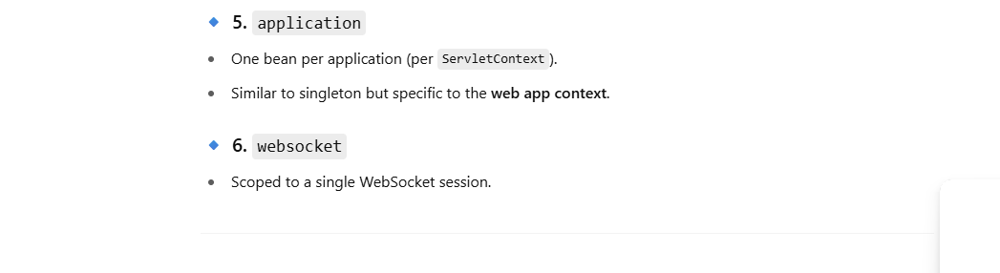 5. application
One bean per application (per ServletContext).
Similar to singleton but specific to the web app context.
6. websocket
Scoped to a single WebSocket session.